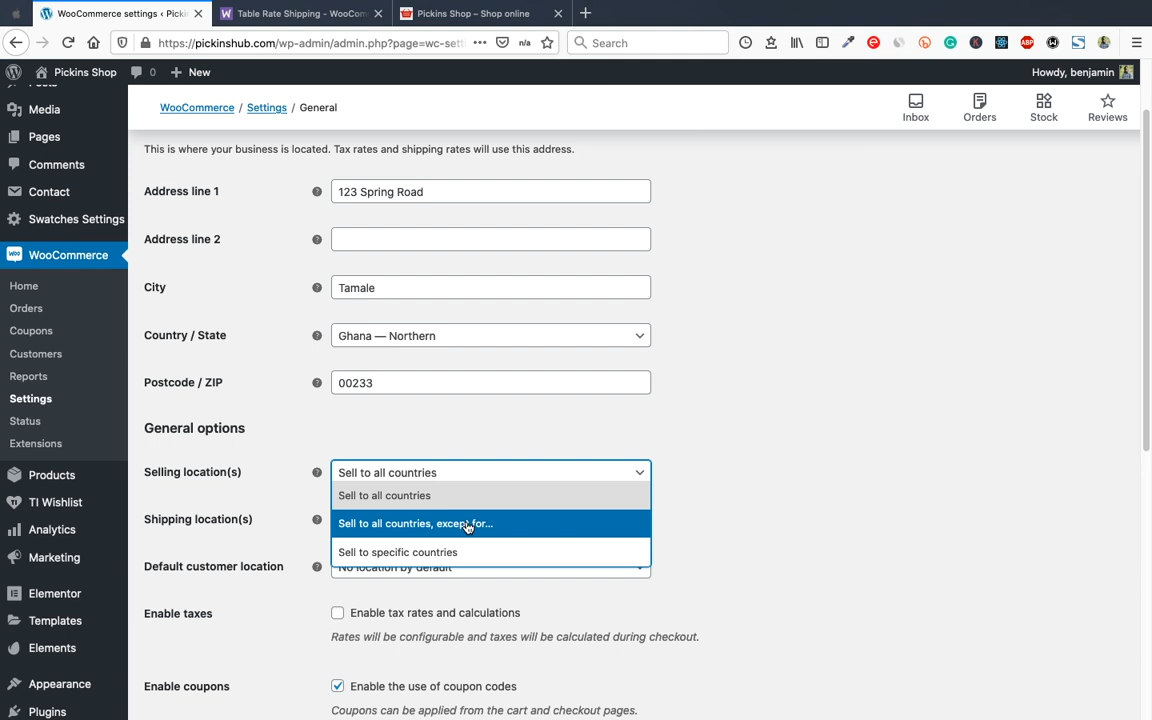 WooCommerce settings ‹ Picki
Table Rate Shipping - WooCom
Pickins Shop – Shop online
https://pickinshub.com/wp-admin/admin.php?page=wc-sett
n/a
Search
ABP
Pickins Shop
0
New
Howdy, benjamin
Media
Pages
Comments
Contact
Swatches Settings
WooCommerce
Home
Orders
Coupons
Customers
Reports
Settings
Status
Extensions
Products
TI Wishlist
Analytics
Marketing
Elementor
Templates
Elements
Appearance
Plugins
WooCommerce / Settings / General
Inbox
Orders
Stock
Reviews
This is where your business is located. Tax rates and shipping rates will use this address.
Address line 1
123 Spring Road
Address line 2
City
Tamale
Country / State
Ghana — Northern
Postcode / ZIP
00233
General options
Selling location(s)
Sell to all countries
Sell to all countries
Sell to all countries, except for...
Sell to specific countries
Shipping location(s)
Default customer location
No location by default
Enable taxes
Enable tax rates and calculations
Rates will be configurable and taxes will be calculated during checkout.
Enable coupons
Enable the use of coupon codes
Coupons can be applied from the cart and checkout pages.